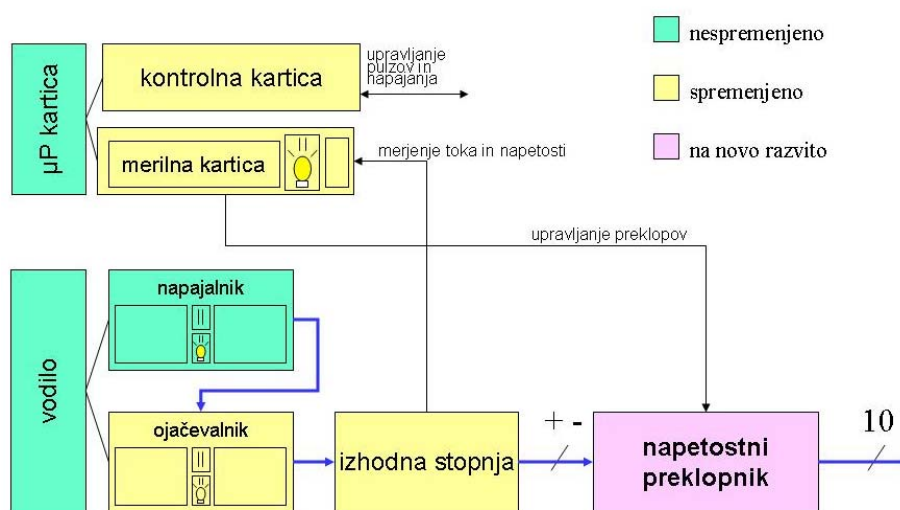 nespremenjeno
spremenjeno
na novo razvito
µP kartica
kontrolna kartica
upravljanje
pulzov in
napajanja
merilna kartica
merjenje toka in napetosti
upravljanje preklopov
vodilo
napajalnik
ojačevalnik
izhodna stopnja
+ -
napetostni
preklopnik
10